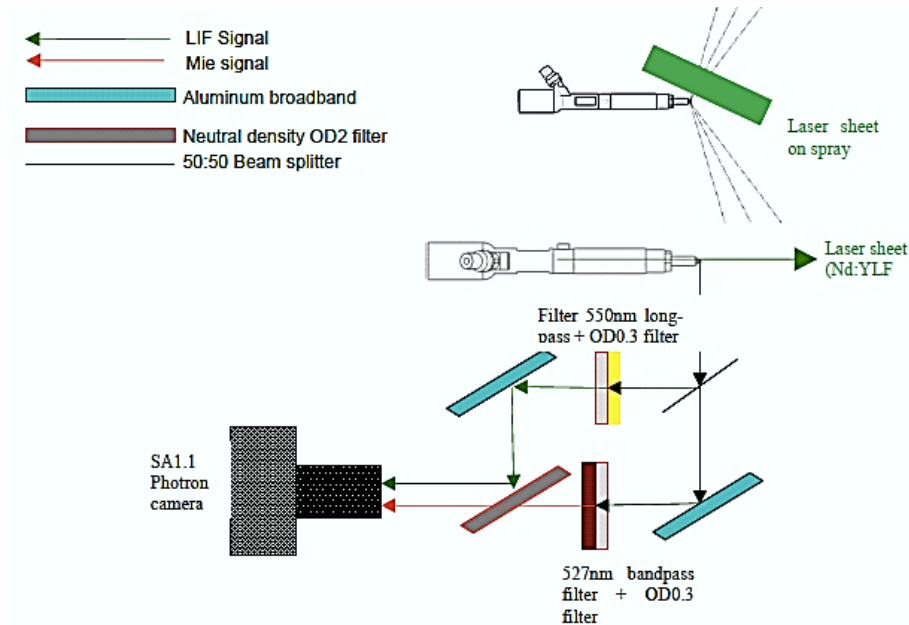 LIF Signal
Mie signal
Aluminum broadband
Neutral density OD2 filter
50:50 Beam splitter
Laser sheet
on spray
Laser sheet
(Nd:YLF
Filter 550nm long-
pass + OD0.3 filter
SA1.1
Photron
camera
527nm bandpass
filter + OD0.3
filter